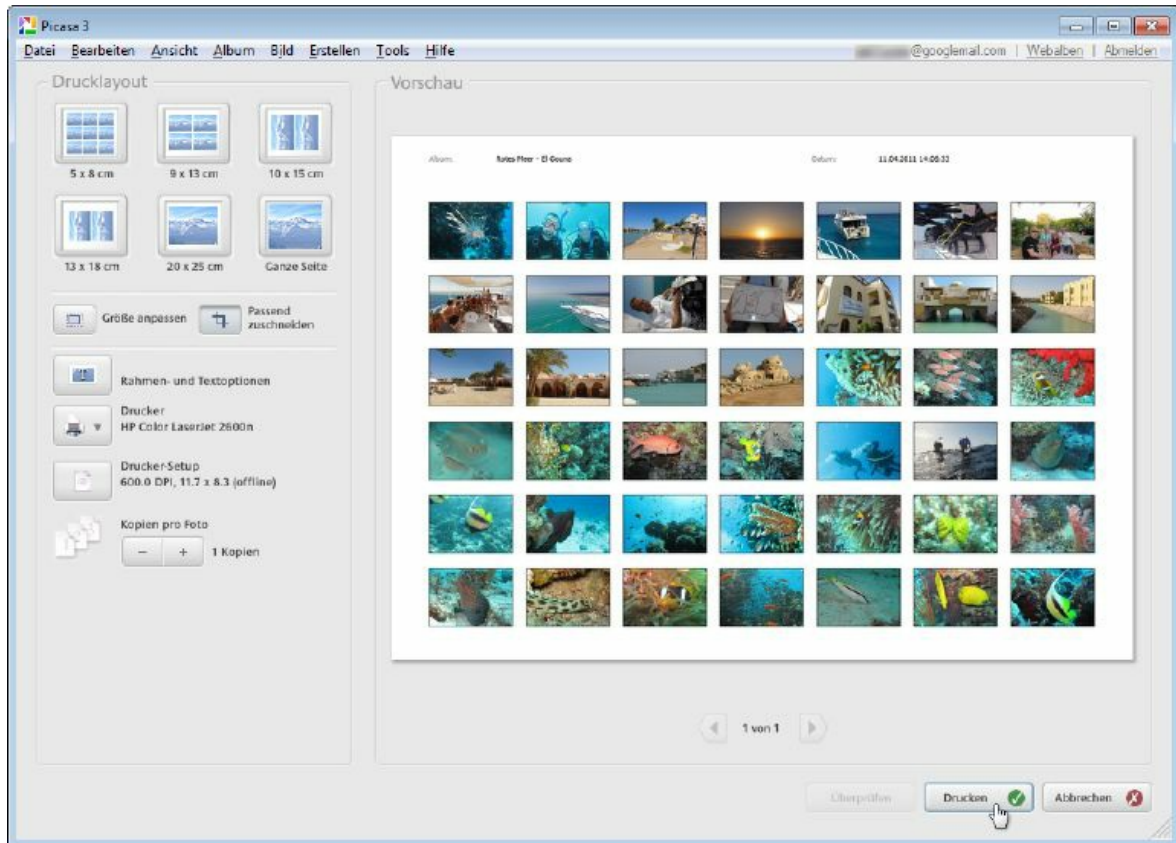 Picasa 3
Datei Bearbeiten Ansicht Album Bild Erstellen Tools Hilfe
@googlemail.com | Webalben | Abmelden
Drucklayout
5 x 8 cm 9 x 13 cm 10 x 15 cm
13 x 18 cm 20 x 25 cm Ganze Seite
Größe anpassen
Passend
zuschneiden
Rahmen- und Textoptionen
Drucker
HP Color LaserJet 2600n
Drucker-Setup
600.0 DPI, 11.7 x 8.3 (offline)
Kopien pro Foto
- + 1 Kopien
Vorschau
Album: Rotes Meer - El Gouna Datum: 11.04.2011 14:06:33
1 von 1
Überprüfen Drucken Abbrechen